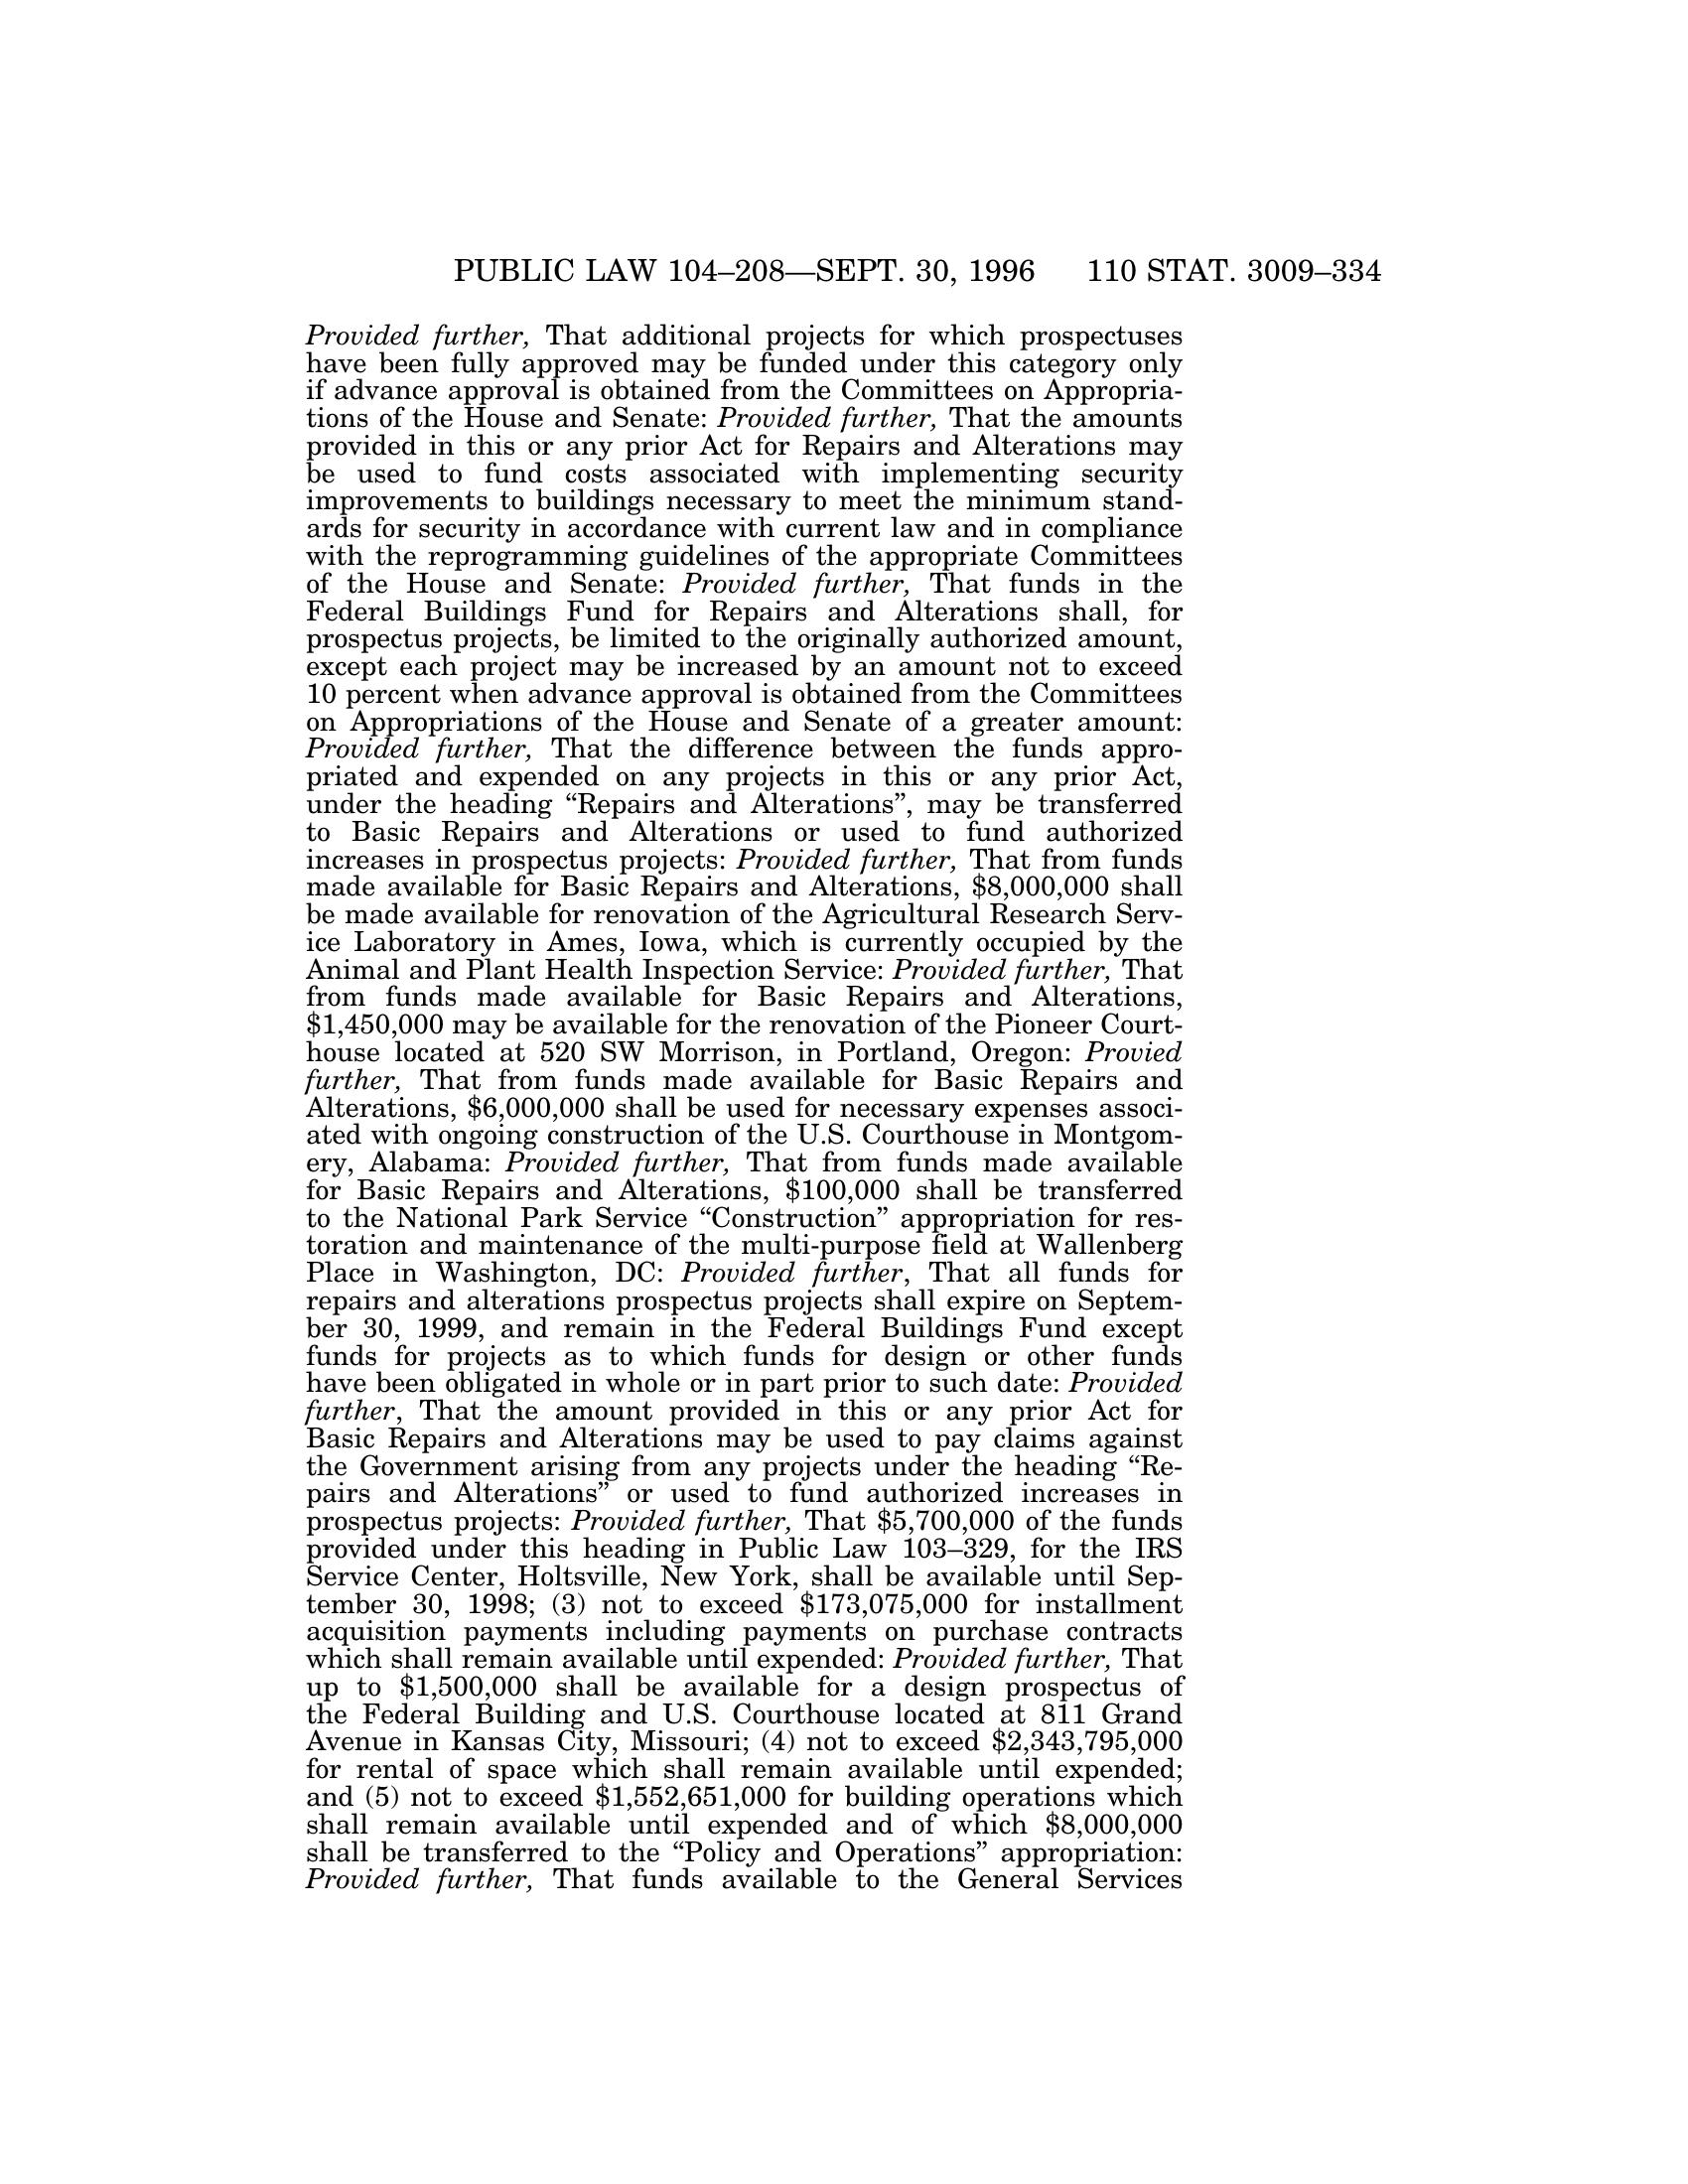 PUBLIC LAW 104–208—SEPT. 30, 1996 110 STAT. 3009–334
Provided further, That additional projects for which prospectuses
have been fully approved may be funded under this category only
if advance approval is obtained from the Committees on Appropria-
tions of the House and Senate: Provided further, That the amounts
provided in this or any prior Act for Repairs and Alterations may
be used to fund costs associated with implementing security
improvements to buildings necessary to meet the minimum stand-
ards for security in accordance with current law and in compliance
with the reprogramming guidelines of the appropriate Committees
of the House and Senate: Provided further, That funds in the
Federal Buildings Fund for Repairs and Alterations shall, for
prospectus projects, be limited to the originally authorized amount,
except each project may be increased by an amount not to exceed
10 percent when advance approval is obtained from the Committees
on Appropriations of the House and Senate of a greater amount:
Provided further, That the difference between the funds appro-
priated and expended on any projects in this or any prior Act,
under the heading “Repairs and Alterations”, may be transferred
to Basic Repairs and Alterations or used to fund authorized
increases in prospectus projects: Provided further, That from funds
made available for Basic Repairs and Alterations, $8,000,000 shall
be made available for renovation of the Agricultural Research Serv-
ice Laboratory in Ames, Iowa, which is currently occupied by the
Animal and Plant Health Inspection Service: Provided further, That
from funds made available for Basic Repairs and Alterations,
$1,450,000 may be available for the renovation of the Pioneer Court-
house located at 520 SW Morrison, in Portland, Oregon: Provied
further, That from funds made available for Basic Repairs and
Alterations, $6,000,000 shall be used for necessary expenses associ-
ated with ongoing construction of the U.S. Courthouse in Montgom-
ery, Alabama: Provided further, That from funds made available
for Basic Repairs and Alterations, $100,000 shall be transferred
to the National Park Service “Construction” appropriation for res-
toration and maintenance of the multi-purpose field at Wallenberg
Place in Washington, DC: Provided further, That all funds for
repairs and alterations prospectus projects shall expire on Septem-
ber 30, 1999, and remain in the Federal Buildings Fund except
funds for projects as to which funds for design or other funds
have been obligated in whole or in part prior to such date: Provided
further, That the amount provided in this or any prior Act for
Basic Repairs and Alterations may be used to pay claims against
the Government arising from any projects under the heading “Re-
pairs and Alterations” or used to fund authorized increases in
prospectus projects: Provided further, That $5,700,000 of the funds
provided under this heading in Public Law 103–329, for the IRS
Service Center, Holtsville, New York, shall be available until Sep-
tember 30, 1998; (3) not to exceed $173,075,000 for installment
acquisition payments including payments on purchase contracts
which shall remain available until expended: Provided further, That
up to $1,500,000 shall be available for a design prospectus of
the Federal Building and U.S. Courthouse located at 811 Grand
Avenue in Kansas City, Missouri; (4) not to exceed $2,343,795,000
for rental of space which shall remain available until expended;
and (5) not to exceed $1,552,651,000 for building operations which
shall remain available until expended and of which $8,000,000
shall be transferred to the “Policy and Operations” appropriation:
Provided further, That funds available to the General Services